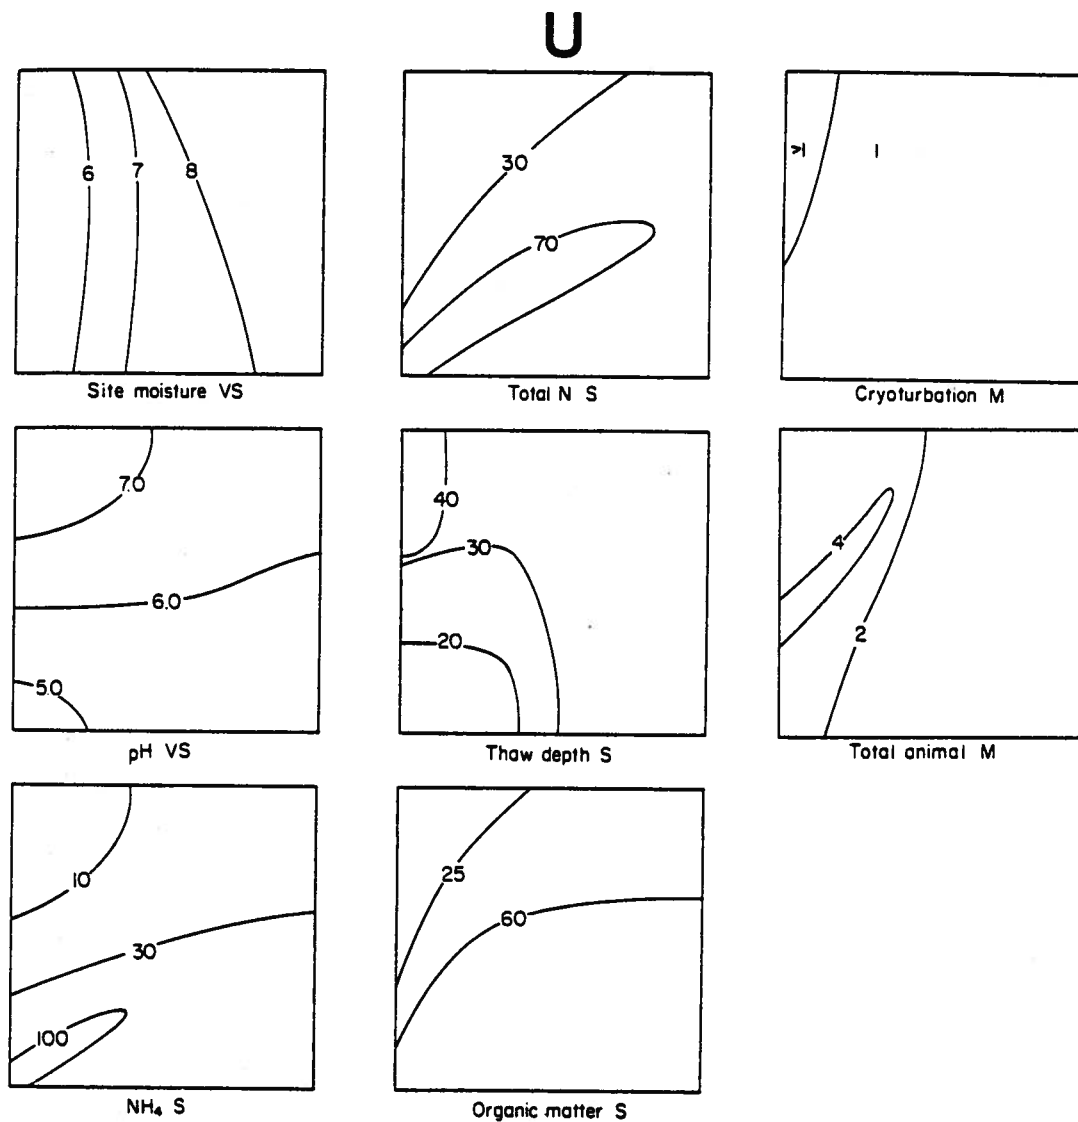 U
6 7 8
Site moisture VS
30
70
Total N S
>1 1
Cryoturbation M
7.0
6.0
5.0
pH VS
40
30
20
Thaw depth S
4
2
Total animal M
10
30
100
NH₄ S
25
60
Organic matter S